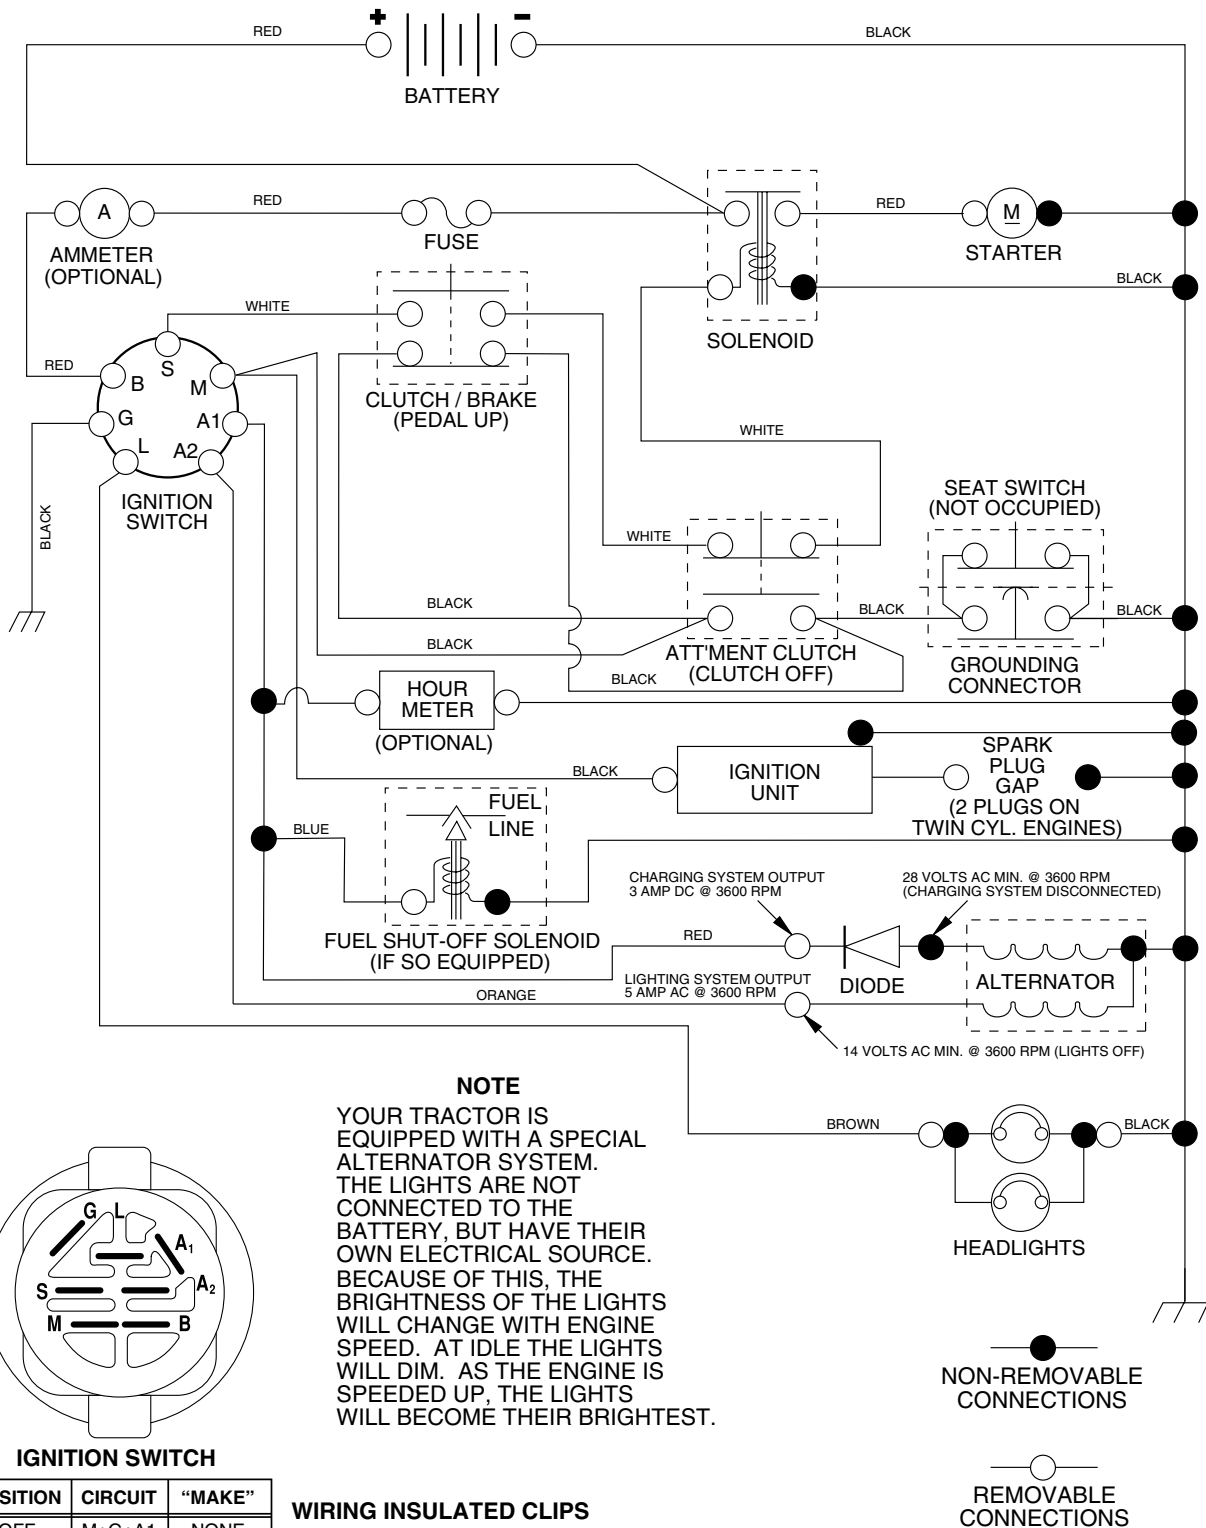 +
-
RED
BLACK
BATTERY
RED
A
AMMETER
(OPTIONAL)
FUSE
RED
M
STARTER
BLACK
SOLENOID
WHITE
RED
S
B
M
G
A1
L
A2
IGNITION
SWITCH
BLACK
CLUTCH / BRAKE
(PEDAL UP)
WHITE
SEAT SWITCH
(NOT OCCUPIED)
WHITE
BLACK
BLACK
BLACK
BLACK
ATT'MENT CLUTCH
(CLUTCH OFF)
BLACK
GROUNDING
CONNECTOR
HOUR
METER
(OPTIONAL)
BLACK
IGNITION
UNIT
SPARK
PLUG
GAP
(2 PLUGS ON
TWIN CYL. ENGINES)
FUEL
LINE
BLUE
FUEL SHUT-OFF SOLENOID
(IF SO EQUIPPED)
CHARGING SYSTEM OUTPUT
3 AMP DC @ 3600 RPM
28 VOLTS AC MIN. @ 3600 RPM
(CHARGING SYSTEM DISCONNECTED)
RED
DIODE
ALTERNATOR
LIGHTING SYSTEM OUTPUT
5 AMP AC @ 3600 RPM
ORANGE
14 VOLTS AC MIN. @ 3600 RPM (LIGHTS OFF)
NOTE
YOUR TRACTOR IS
EQUIPPED WITH A SPECIAL
ALTERNATOR SYSTEM.
THE LIGHTS ARE NOT
CONNECTED TO THE
BATTERY, BUT HAVE THEIR
OWN ELECTRICAL SOURCE.
BECAUSE OF THIS, THE
BRIGHTNESS OF THE LIGHTS
WILL CHANGE WITH ENGINE
SPEED. AT IDLE THE LIGHTS
WILL DIM. AS THE ENGINE IS
SPEEDED UP, THE LIGHTS
WILL BECOME THEIR BRIGHTEST.
BROWN
BLACK
HEADLIGHTS
G
L
A1
S
A2
M
B
IGNITION SWITCH
NON-REMOVABLE
CONNECTIONS
REMOVABLE
CONNECTIONS
SITION CIRCUIT "MAKE"
WIRING INSULATED CLIPS